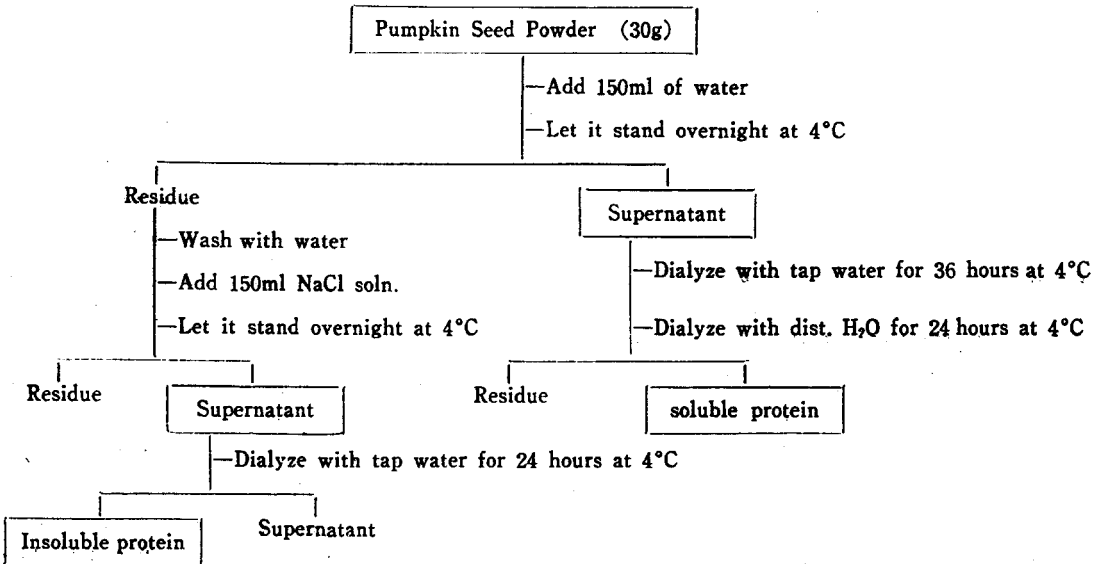 Pumpkin Seed Powder (30g)
Add 150ml of water
Let it stand overnight at 4°C
Residue
Supernatant
Wash with water
Add 150ml NaCl soln.
Let it stand overnight at 4°C
Dialyze with tap water for 36 hours at 4°C
Dialyze with dist. H₂O for 24 hours at 4°C
Residue
Supernatant
Residue
soluble protein
Dialyze with tap water for 24 hours at 4°C
Insoluble protein
Supernatant